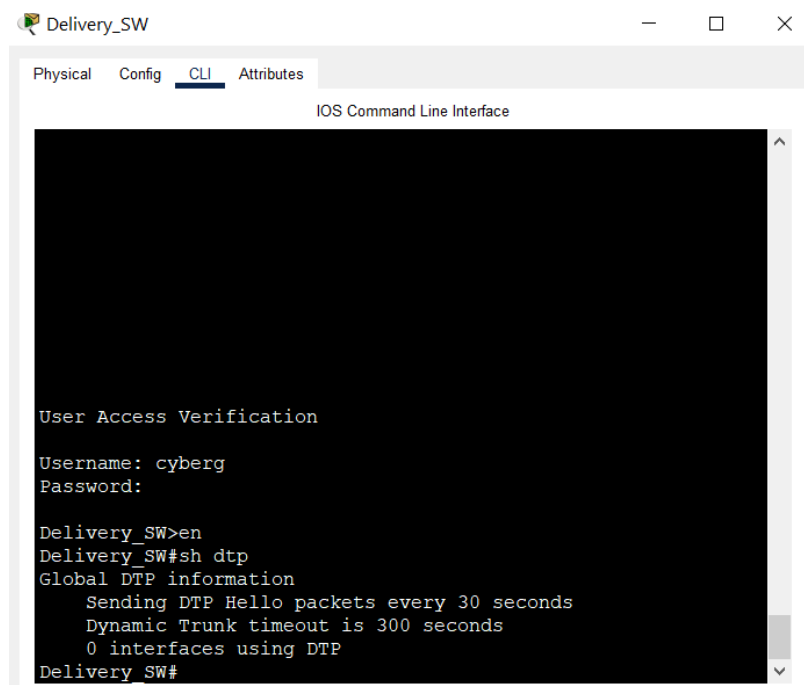 Delivery_SW
Physical Config CLI Attributes
IOS Command Line Interface
User Access Verification
Username: cyberg
Password:
Delivery_SW>en
Delivery_SW#sh dtp
Global DTP information
Sending DTP Hello packets every 30 seconds
Dynamic Trunk timeout is 300 seconds
0 interfaces using DTP
Delivery_SW#